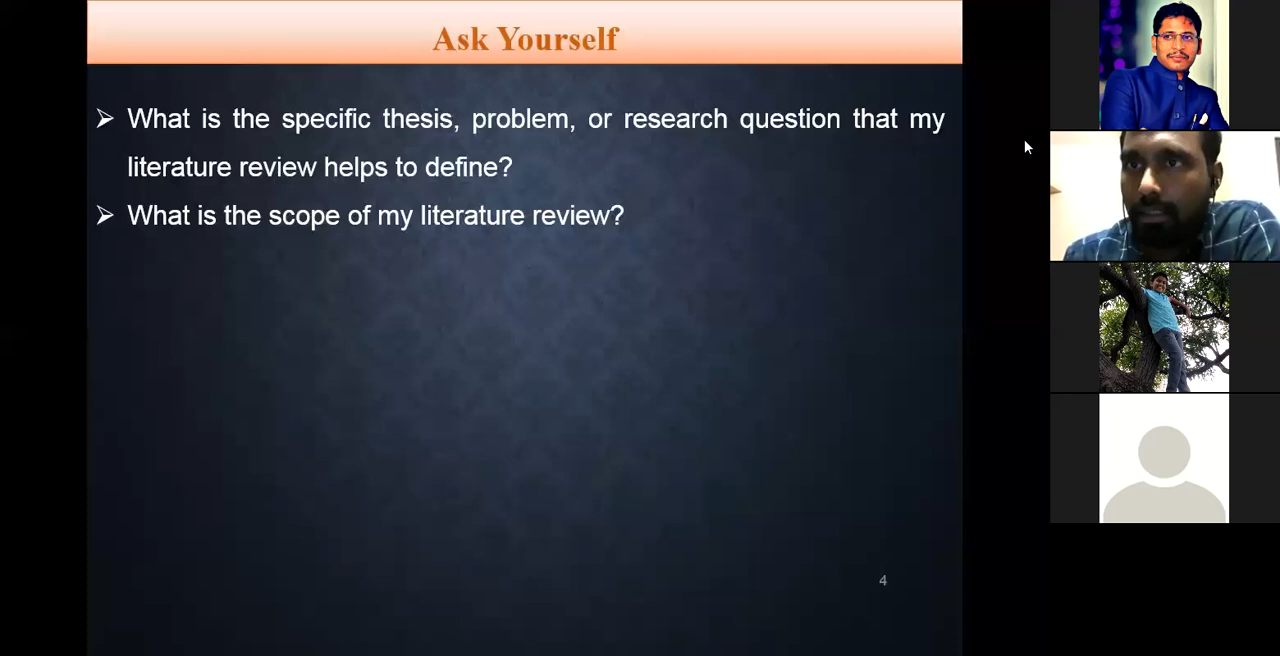 Ask Yourself
➢ What is the specific thesis, problem, or research question that my
literature review helps to define?
➢ What is the scope of my literature review?
4